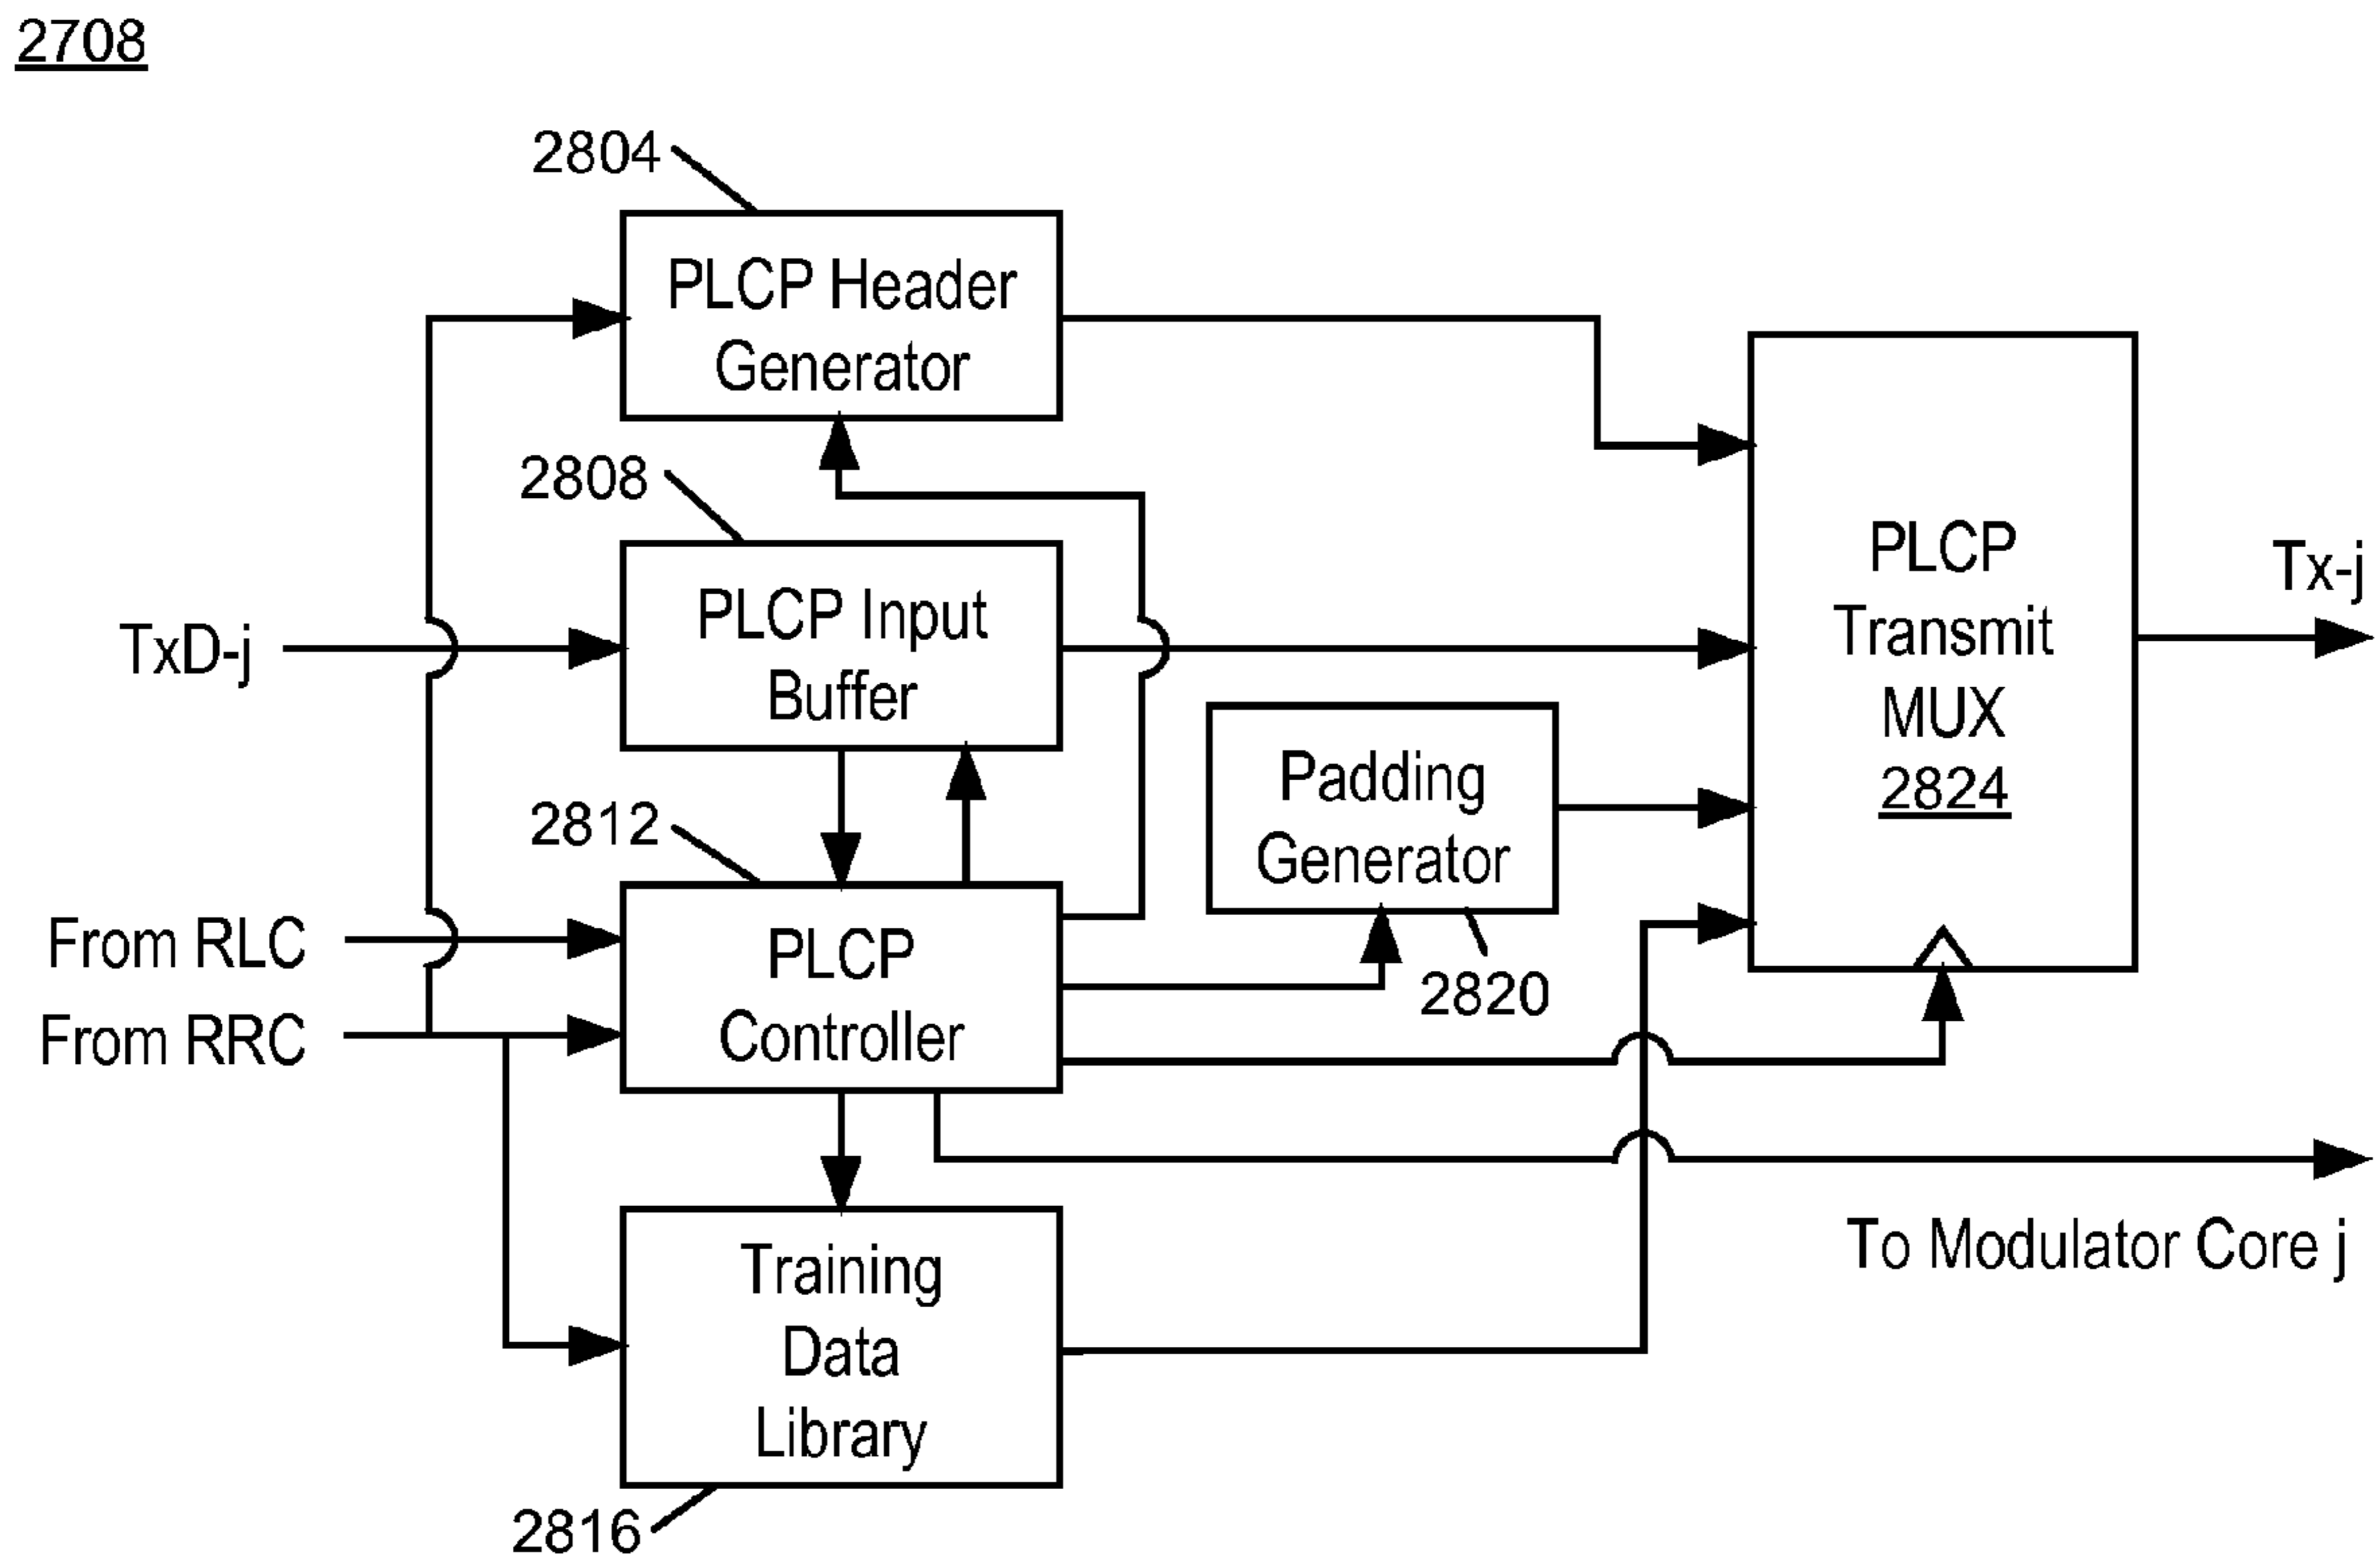 2708
2804
PLCP Header
Generator
2808
PLCP Input
Buffer
TxD-j
PLCP
Transmit
MUX
2824
Tx-j
Padding
Generator
2820
2812
From RLC
From RRC
PLCP
Controller
To Modulator Core j
Training
Data
Library
2816